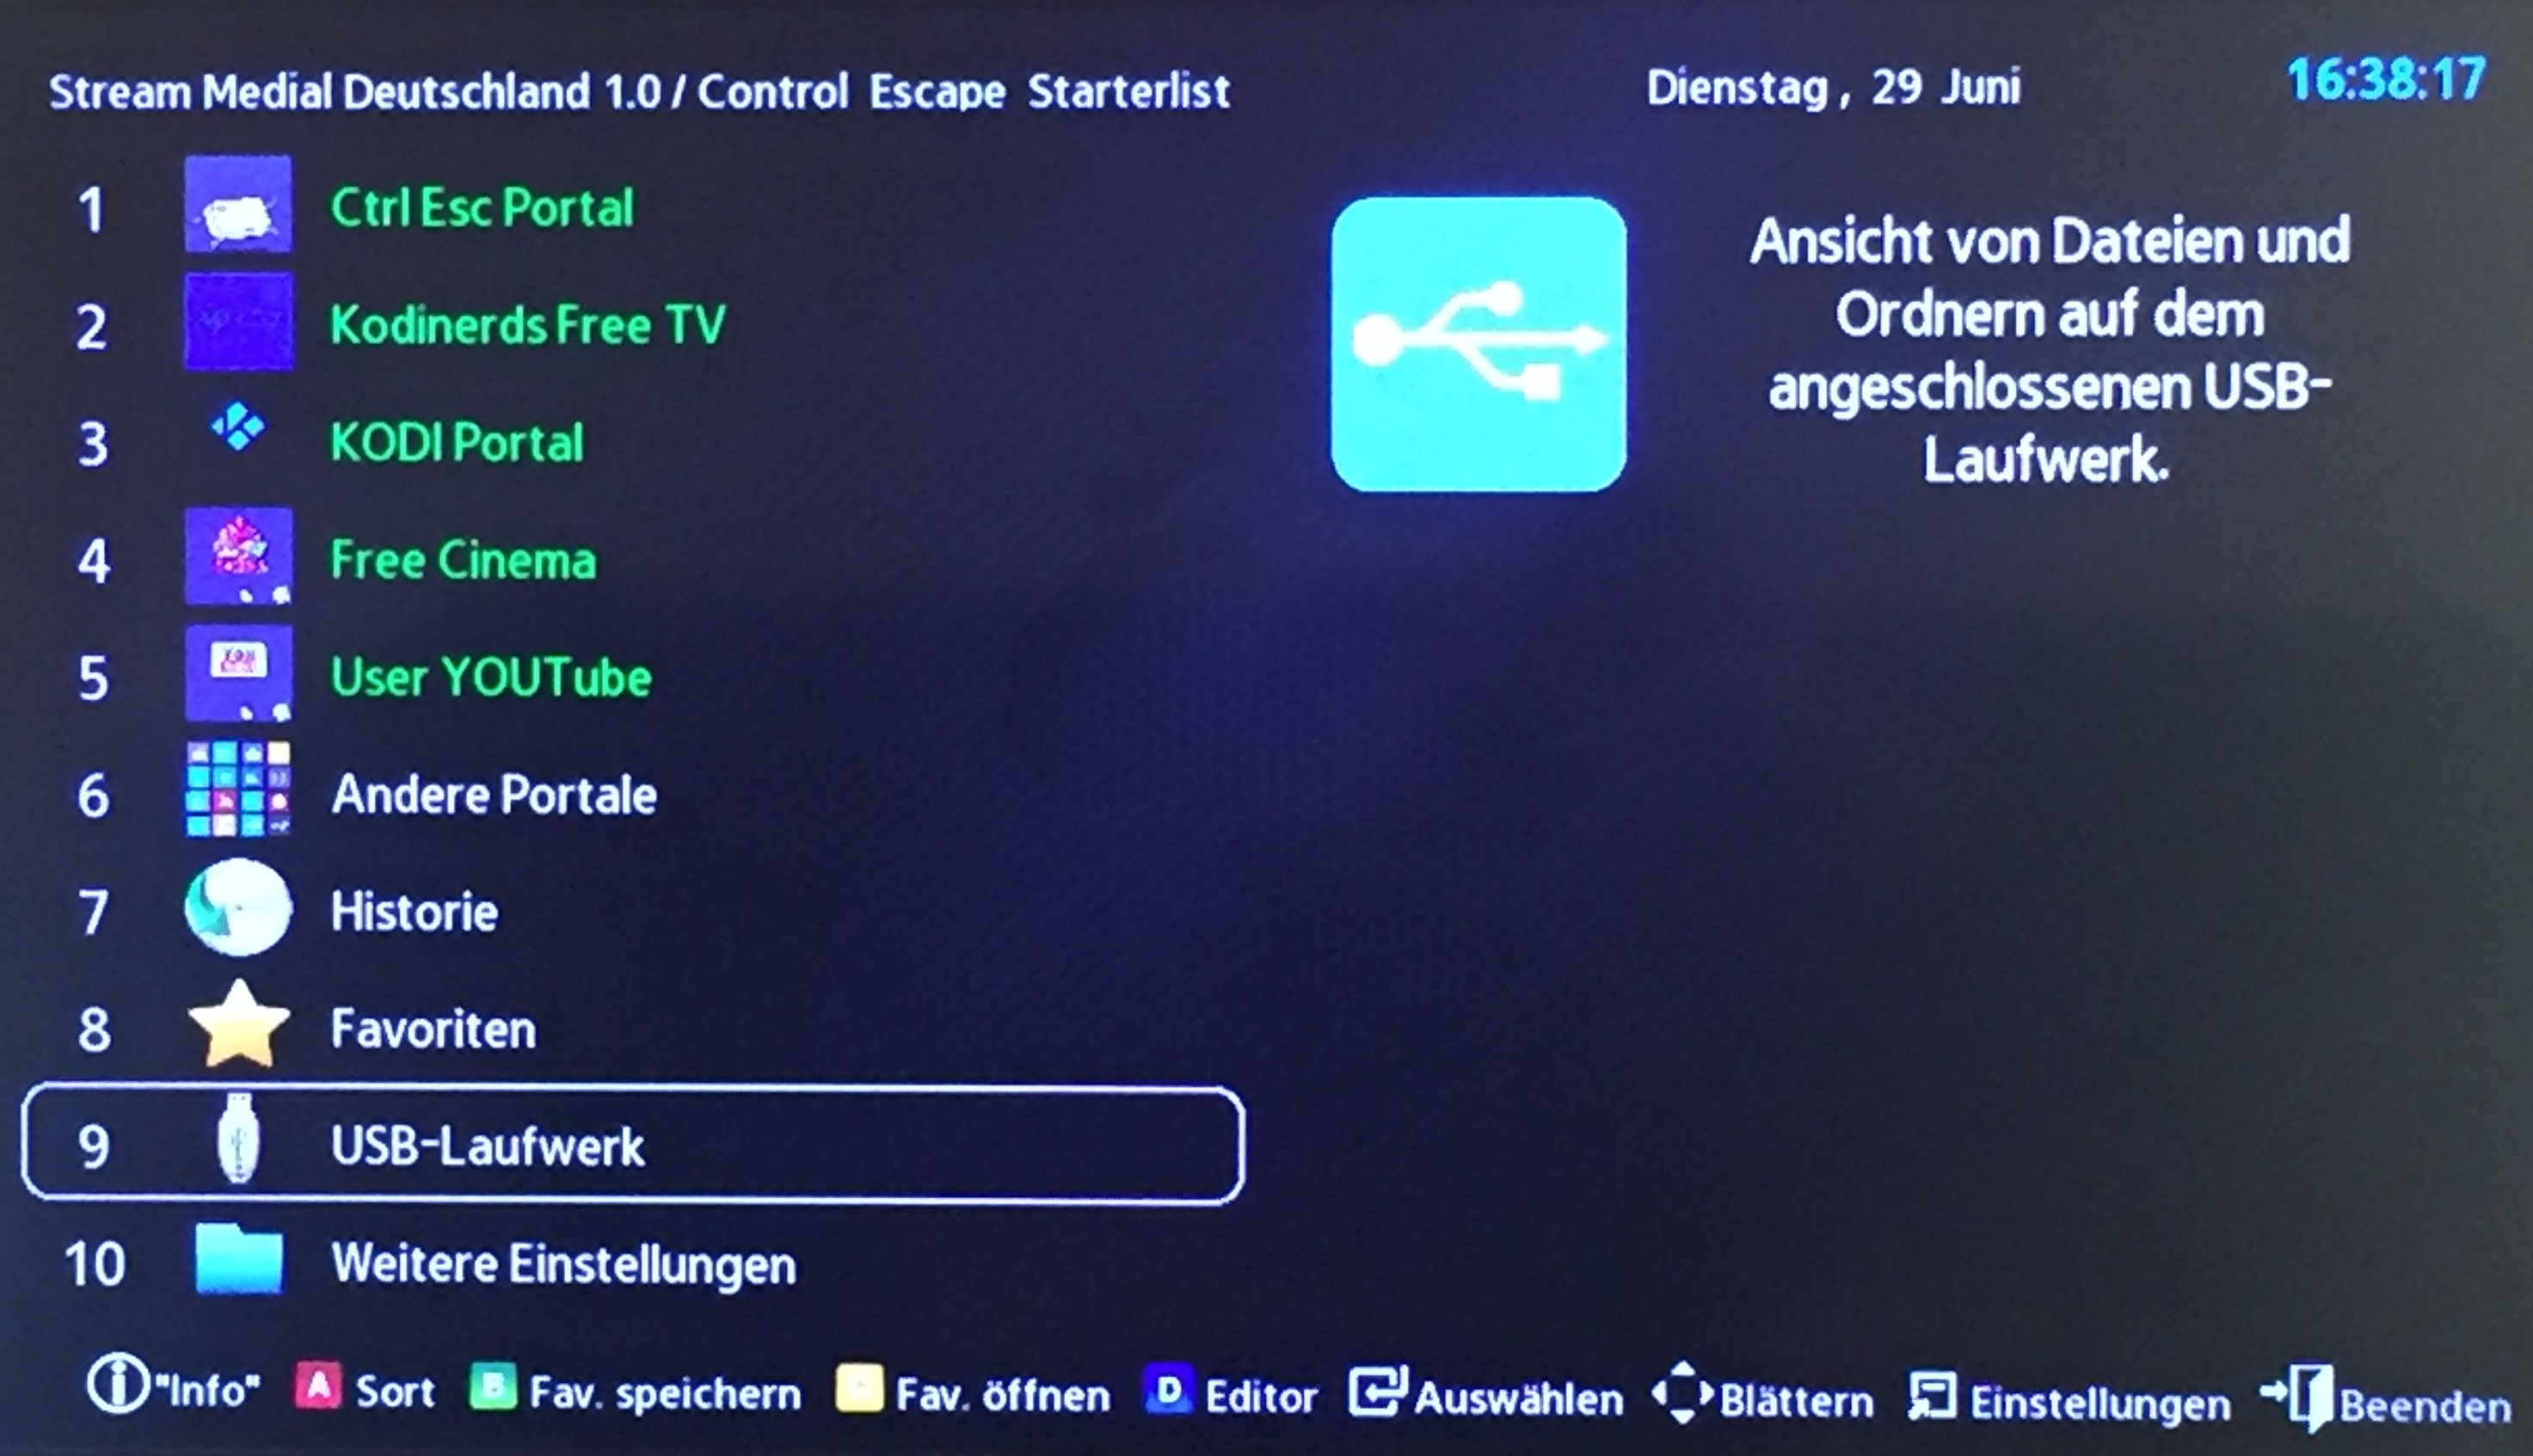 Stream Medial Deutschland 1.0 / Control Escape Starterlist
Dienstag, 29 Juni
16:38:17
1 Ctrl Esc Portal
2 Kodinerds Free TV
3 KODI Portal
4 Free Cinema
5 User YOUTube
6 Andere Portale
7 Historie
8 Favoriten
9 USB-Laufwerk
10 Weitere Einstellungen
Ansicht von Dateien und
Ordnern auf dem
angeschlossenen USB-
Laufwerk.
"Info" A Sort B Fav. speichern Fav. öffnen D Editor Auswählen Blättern Einstellungen Beenden